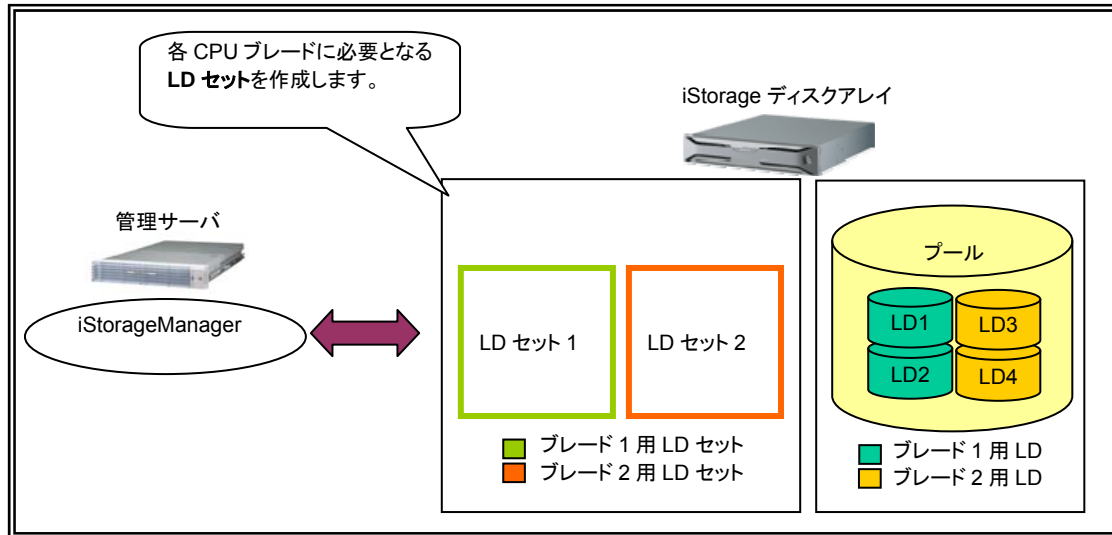 各 CPU ブレードに必要となる
LD セットを作成します。
iStorage ディスクアレイ
管理サーバ
iStorageManager
LD セット 1
LD セット 2
ブレード 1 用 LD セット
ブレード 2 用 LD セット
プール
LD1
LD3
LD2
LD4
ブレード 1 用 LD
ブレード 2 用 LD